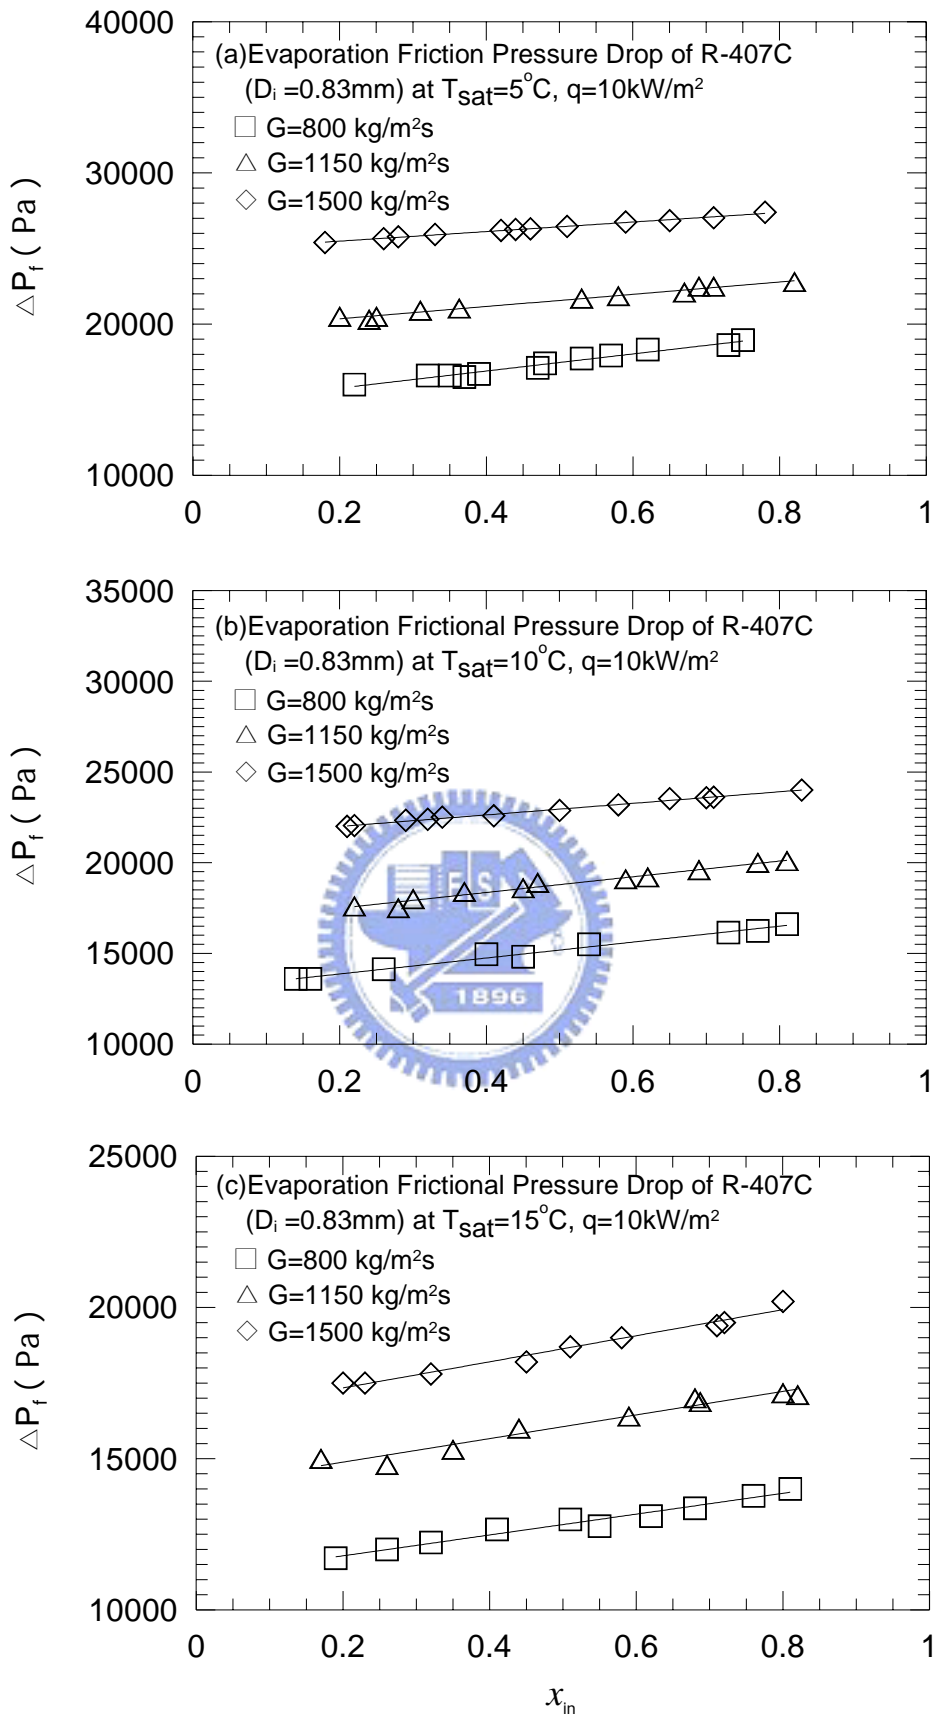 40000
(a)Evaporation Friction Pressure Drop of R-407C
(Di =0.83mm) at Tsat=5°C, q=10kW/m²
G=800 kg/m²s
G=1150 kg/m²s
G=1500 kg/m²s
30000
20000
10000
△Pf ( Pa )
0 0.2 0.4 0.6 0.8 1
35000
(b)Evaporation Frictional Pressure Drop of R-407C
(Di =0.83mm) at Tsat=10°C, q=10kW/m²
G=800 kg/m²s
G=1150 kg/m²s
G=1500 kg/m²s
30000
25000
20000
15000
10000
△Pf ( Pa )
ES
1896
0 0.2 0.4 0.6 0.8 1
25000
(c)Evaporation Frictional Pressure Drop of R-407C
(Di =0.83mm) at Tsat=15°C, q=10kW/m²
G=800 kg/m²s
G=1150 kg/m²s
G=1500 kg/m²s
20000
15000
10000
△Pf ( Pa )
0 0.2 0.4 0.6 0.8 1
xin